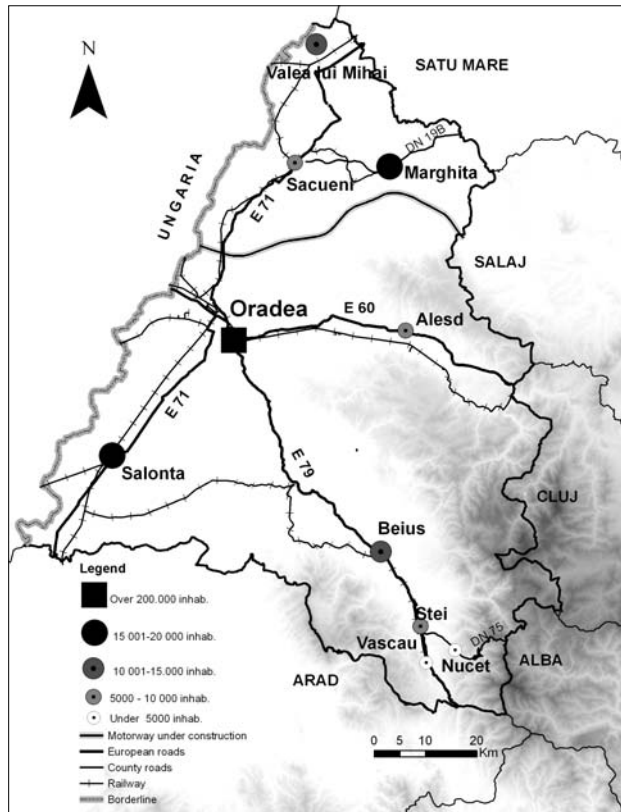 N
SATU MARE
Valea lui Mihai
DN 19B
Sacueni
Marghita
UNGARIA
E 71
SALAJ
Oradea
E 60
Alesd
E 71
Salonta
E 79
CLUJ
Beius
Stei
DN 75
Vascau
Nucet
ALBA
ARAD
Legend
Over 200.000 inhab.
15 001-20 000 inhab.
10 001-15.000 inhab.
5000 - 10 000 inhab.
Under 5000 inhab.
Motorway under construction
European roads
County roads
Railway
Borderline
0 5 10 20
Km